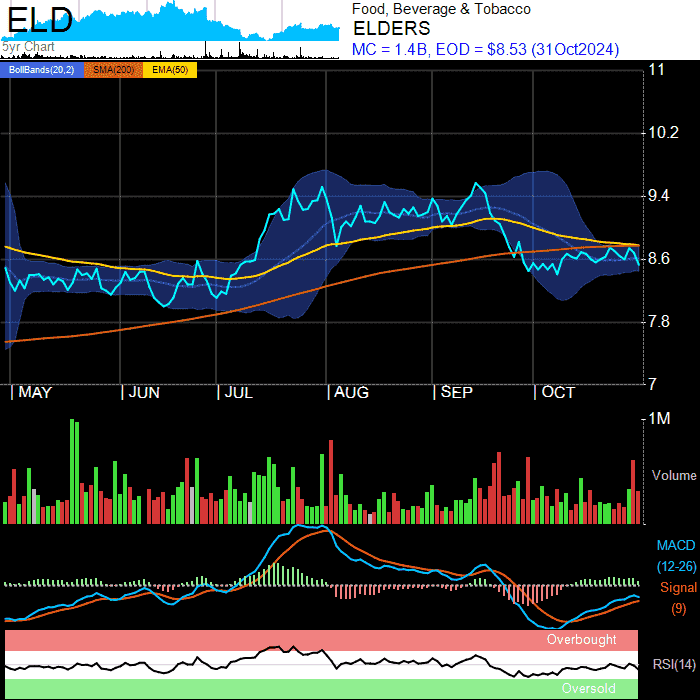 ELD
5yr Chart
Food, Beverage & Tobacco
ELDERS
MC = 1.4B, EOD = $8.53 (31Oct2024)
BollBands(20,2) SMA(200) EMA(50)
11
10.2
9.4
8.6
7.8
7
MAY JUN JUL AUG SEP OCT
1M
Volume
MACD
(12-26)
Signal
(9)
Overbought
RSI(14)
Oversold